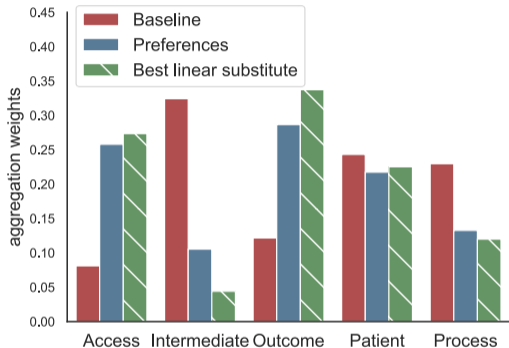 0.45
0.40
0.35
0.30
0.25
0.20
0.15
0.10
0.05
0.00
aggregation weights
Baseline
Preferences
Best linear substitute
Access Intermediate Outcome Patient Process